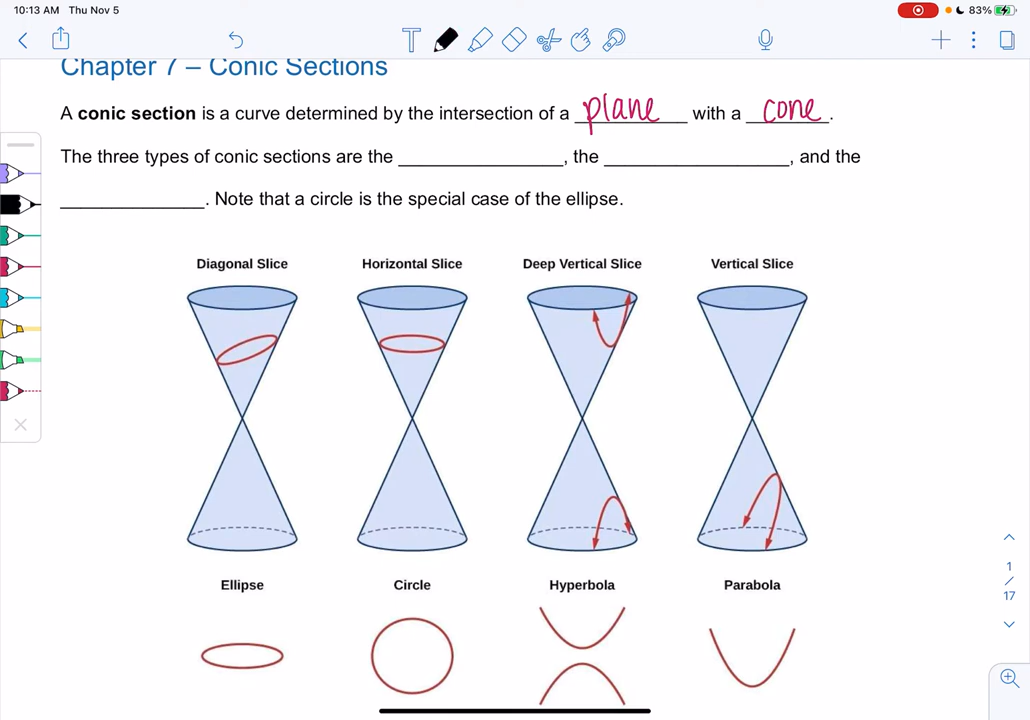 10:13 AM Thu Nov 5
83%
T
Chapter 7 – Conic Sections
A conic section is a curve determined by the intersection of a plane with a cone.
The three types of conic sections are the ________________, the __________________, and the
______________. Note that a circle is the special case of the ellipse.
Diagonal Slice Horizontal Slice Deep Vertical Slice Vertical Slice
Ellipse Circle Hyperbola Parabola
1
/
17